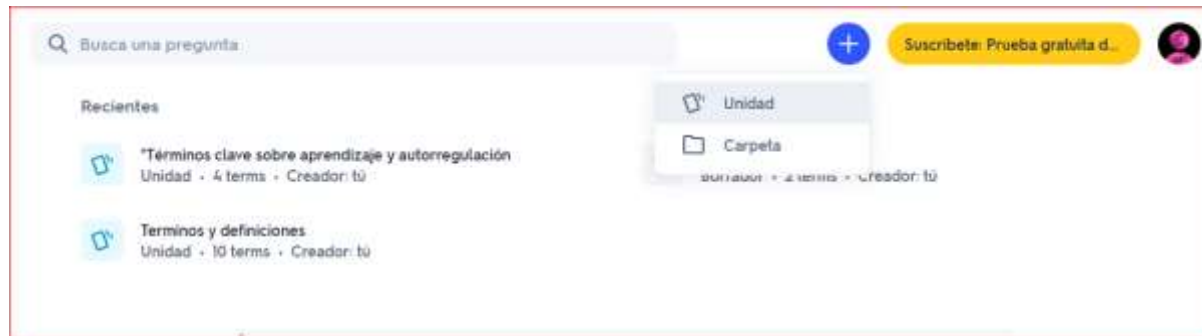 Busca una pregunta
Suscríbete: Prueba gratuita d...
Recientes
Unidad
Carpeta
"Términos clave sobre aprendizaje y autorregulación
Unidad • 4 terms • Creador: tú
Borrador • 2 terms • Creador: tú
Terminos y definiciones
Unidad • 10 terms • Creador: tú